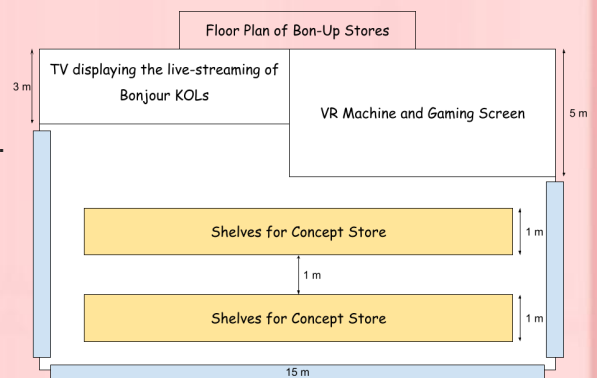 Floor Plan of Bon-Up Stores
TV displaying the live-streaming of
Bonjour KOLs
3 m
VR Machine and Gaming Screen
5 m
Shelves for Concept Store
1 m
1 m
Shelves for Concept Store
1 m
15 m